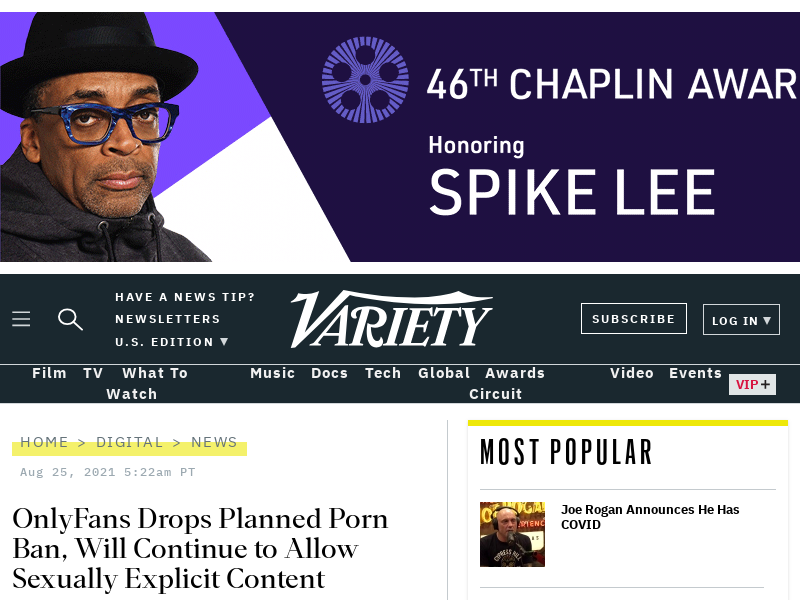 46TH CHAPLIN AWAR
Honoring
SPIKE LEE
HAVE A NEWS TIP?
NEWSLETTERS
U.S. EDITION ▼
VARIETY
SUBSCRIBE
LOG IN ▼
Film TV What To Watch Music Docs Tech Global Awards Circuit Video Events
VIP+
HOME > DIGITAL > NEWS
Aug 25, 2021 5:22am PT
OnlyFans Drops Planned Porn
Ban, Will Continue to Allow
Sexually Explicit Content
MOST POPULAR
Joe Rogan Announces He Has
COVID